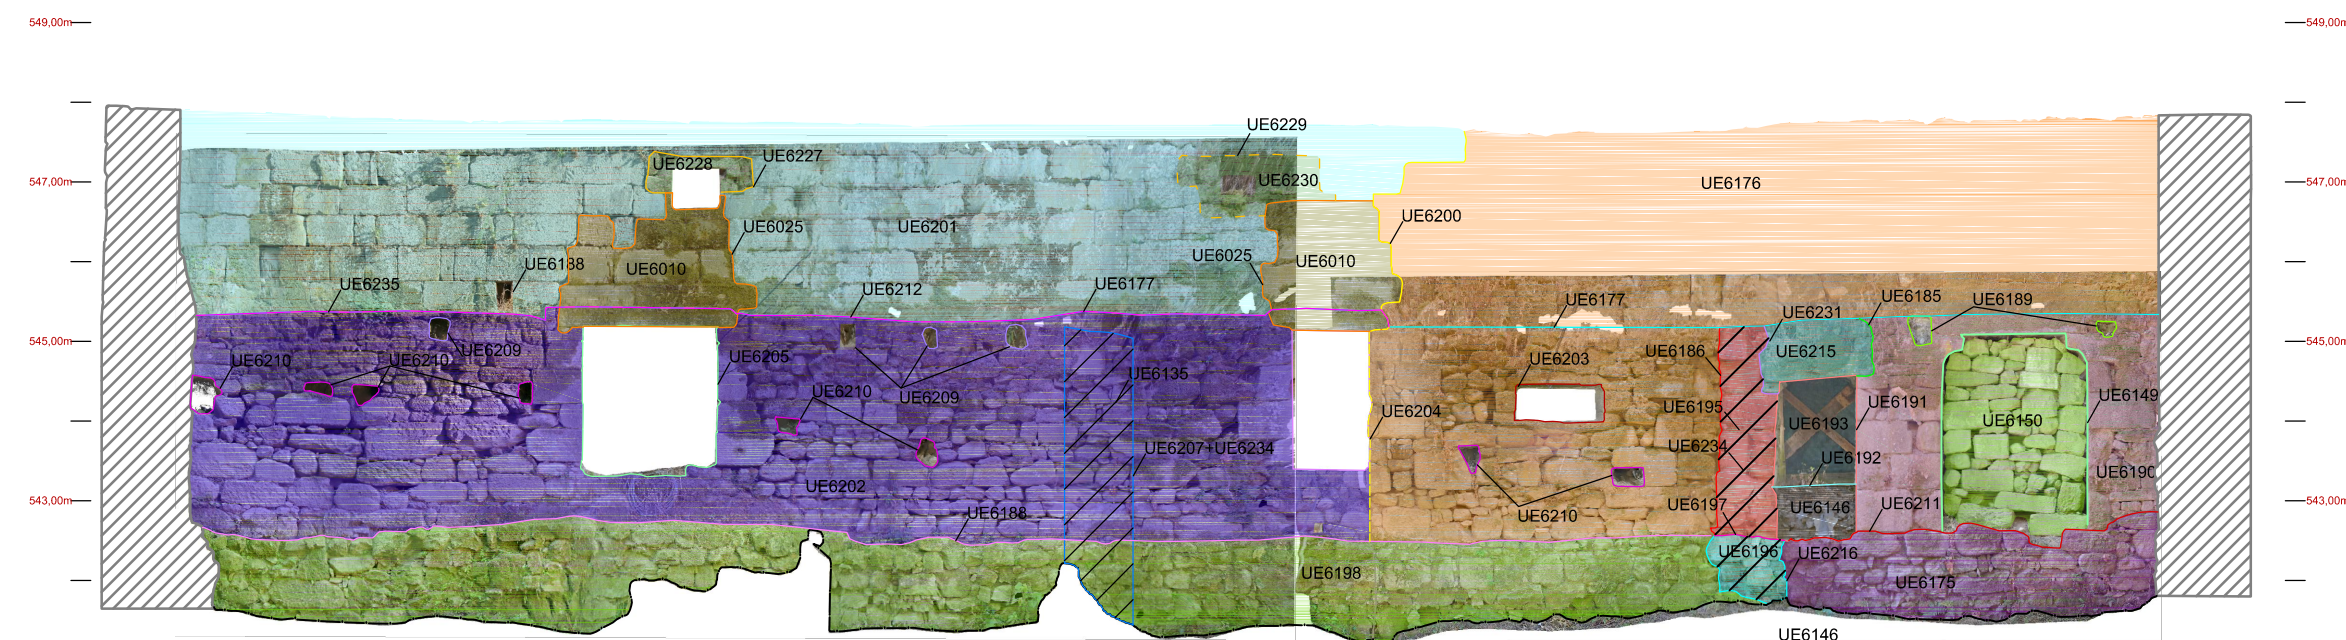 549,00m
549,00m
UE6229
UE6228
UE6227
547,00m
UE6230
UE6176
547,00m
UE6200
UE6025
UE6201
UE6025
UE6010
UE6188
UE6010
UE6235
UE6212
UE6177
UE6177
UE6185
UE6189
UE6231
545,00m
545,00m
UE6209
UE6215
UE6186
UE6210
UE6210
UE6205
UE6203
UE6135
UE6210
UE6209
UE6149
UE6191
UE6204
UE6195
UE6193
UE6150
UE6207+UE6234
UE6234
UE6192
UE6190
UE6202
543,00m
543,00m
UE6188
UE6210
UE6197
UE6146
UE6211
UE6196
UE6216
UE6198
UE6175
UE6146